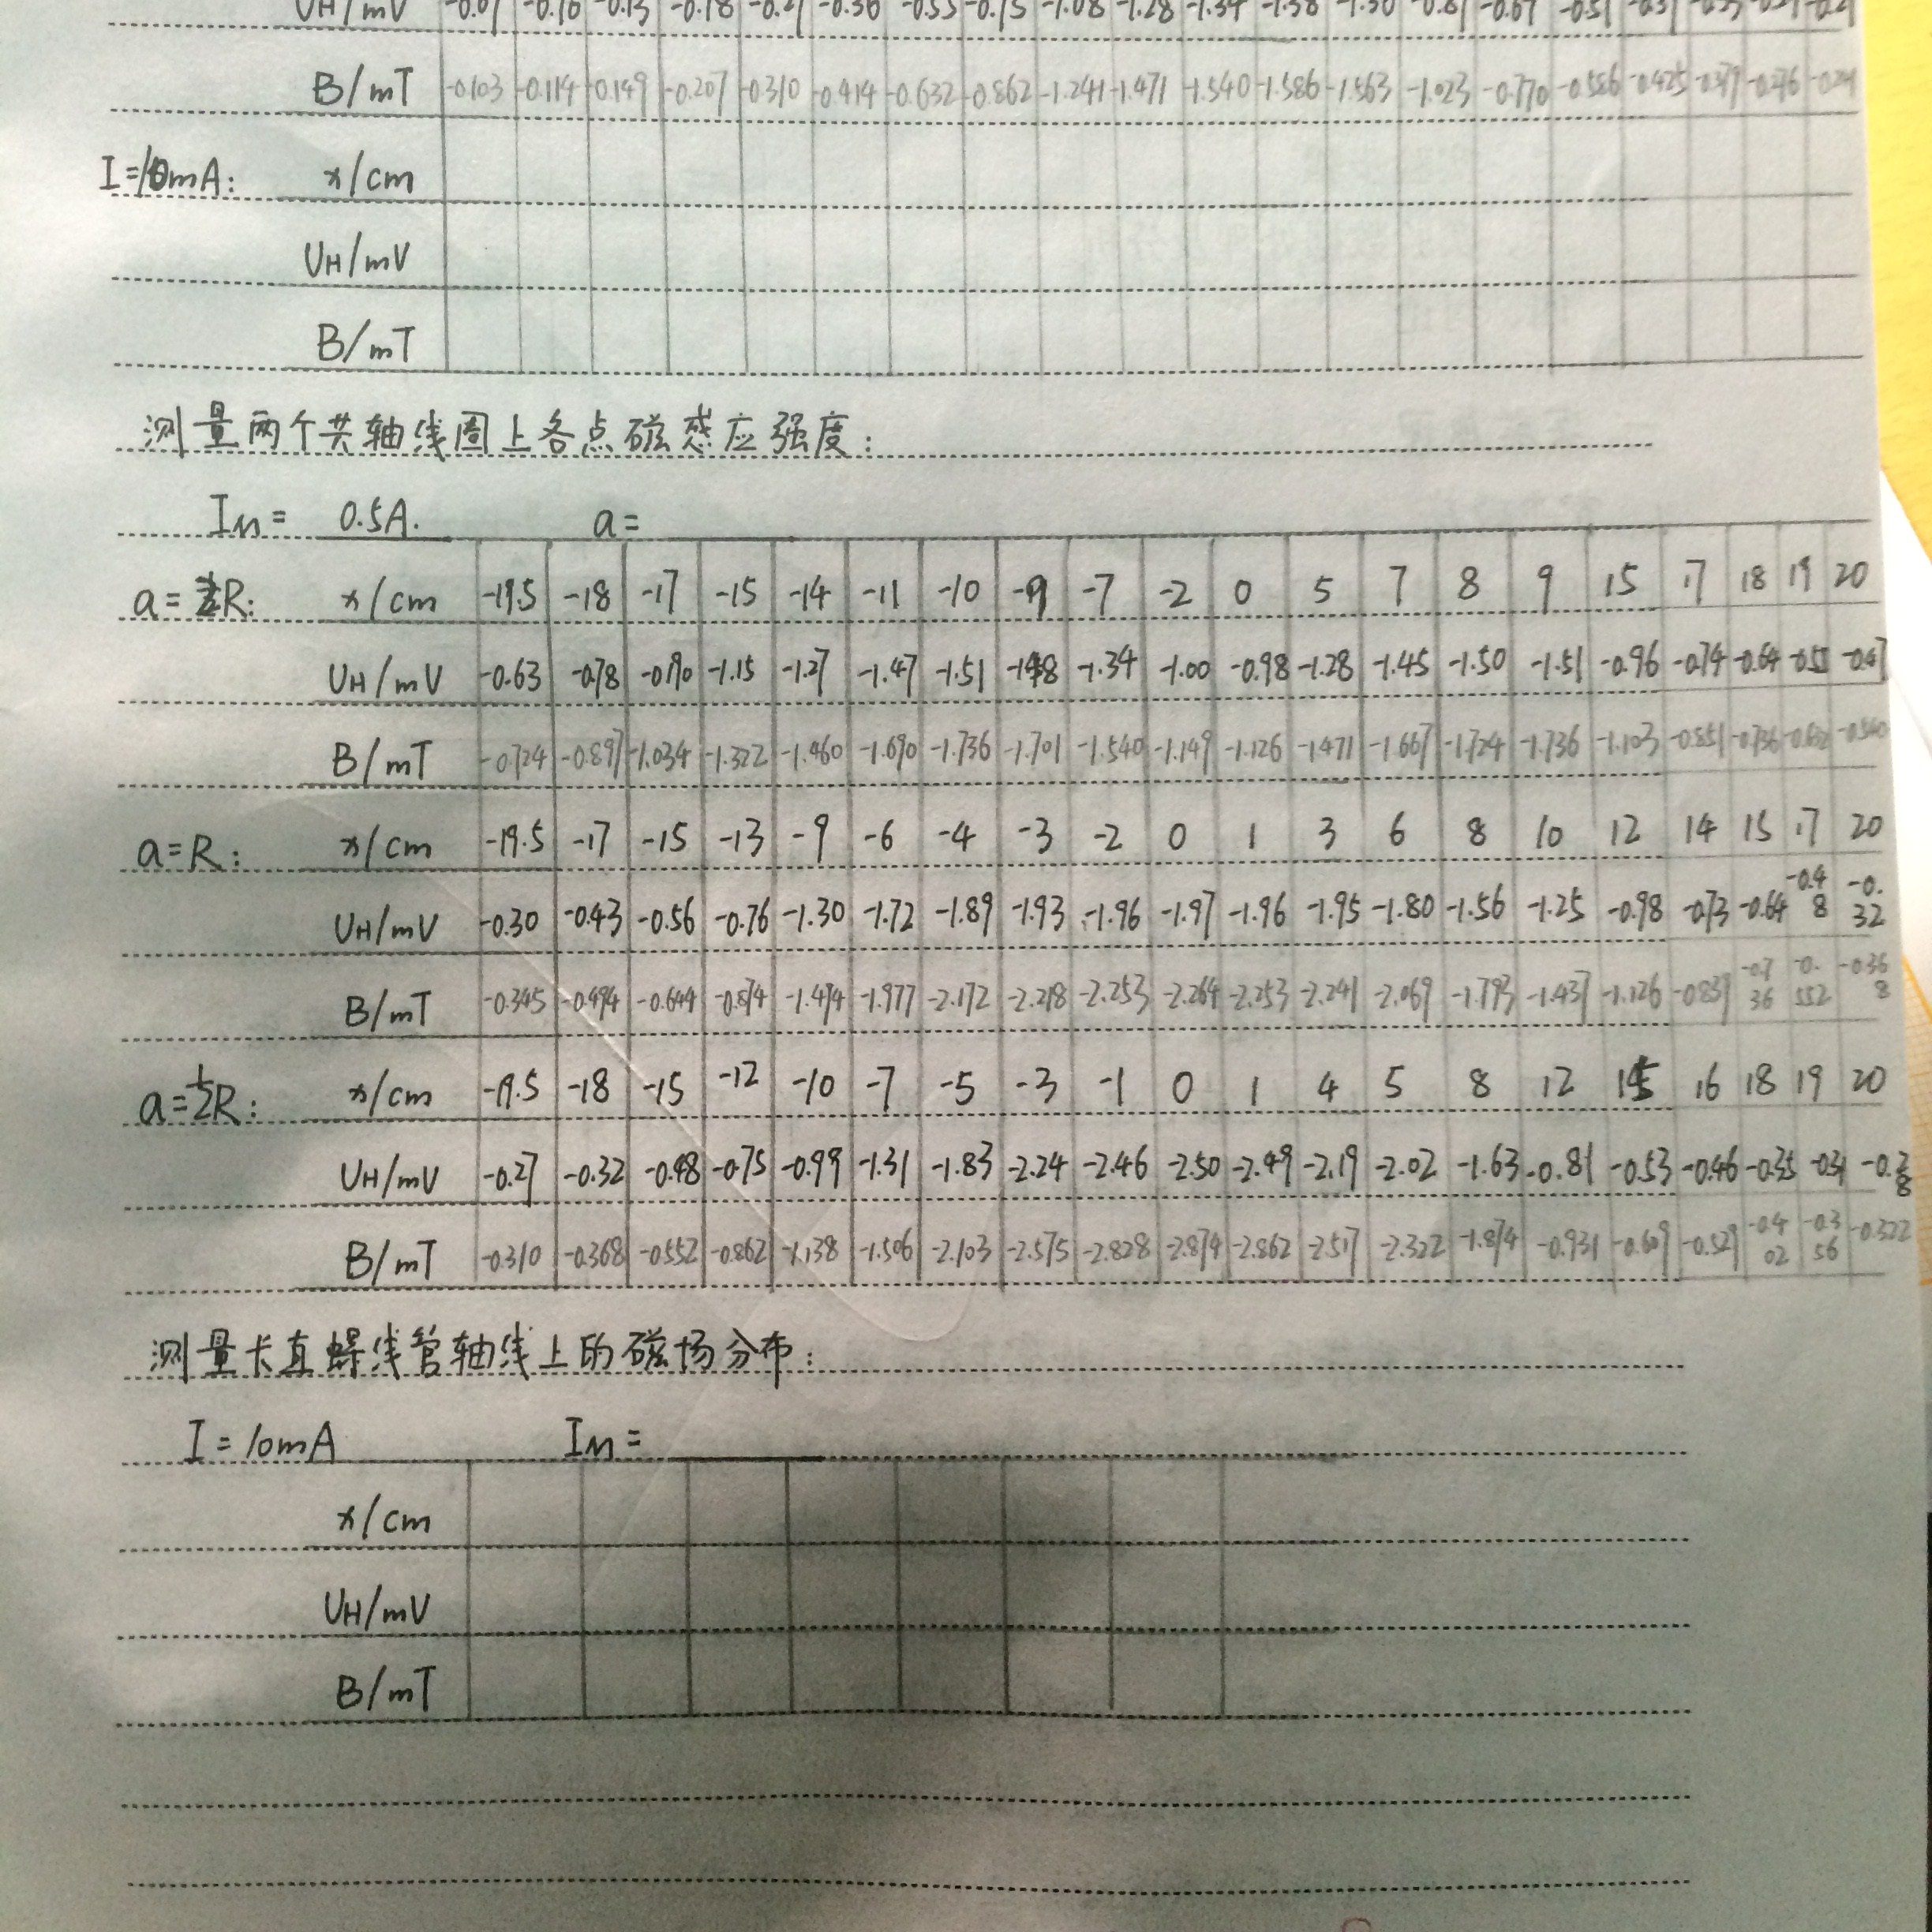 UH/mV -0.16 -0.13 -0.18 -0.36 -0.55 -0.75 -1.08 -1.28 -1.34 -1.38 -0.67 -0.51
B/mT -0.103 -0.114 -0.149 -0.207 -0.310 -0.414 -0.632 -0.862 -1.241 -1.471 -1.540 -1.586 -1.563 -1.023 -0.770 -0.586 -0.425 -0.379 -0.276
I=10mA: x/cm
UH/mV
B/mT
测量两个共轴线圈上各点磁感应强度:
IM= 0.5A. a=
a=2R: x/cm -19.5 -18 -17 -15 -14 -11 -10 -9 -7 -2 0 5 7 8 9 15 17 18 19 20
UH/mV -0.63 -0.78 -0.90 -1.15 -1.27 -1.47 -1.51 -1.48 -1.34 -1.00 -0.98 -1.28 -1.45 -1.50 -1.51 -0.96 -0.74 -0.64 -0.55 -0.47
B/mT -0.724 -0.897 -1.034 -1.322 -1.460 -1.690 -1.736 -1.701 -1.540 -1.149 -1.126 -1.471 -1.667 -1.724 -1.736 -1.103 -0.851 -0.736 -0.632 -0.540
a=R: x/cm -19.5 -17 -15 -13 -9 -6 -4 -3 -2 0 1 3 6 8 10 12 14 15 17 20
UH/mV -0.30 -0.43 -0.56 -0.76 -1.30 -1.72 -1.89 -1.93 -1.96 -1.97 -1.96 -1.95 -1.80 -1.56 -1.25 -0.98 -0.73 -0.64 -0.48 -0.32
B/mT -0.345 -0.494 -0.644 -0.874 -1.494 -1.977 -2.172 -2.218 -2.253 -2.264 -2.253 -2.241 -2.069 -1.793 -1.437 -1.126 -0.839 -0.736 -0.552 -0.368
a=½R: x/cm -19.5 -18 -15 -12 -10 -7 -5 -3 -1 0 1 4 5 8 12 15 16 18 19 20
UH/mV -0.27 -0.32 -0.48 -0.75 -0.99 -1.31 -1.83 -2.24 -2.46 -2.50 -2.49 -2.19 -2.02 -1.63 -0.81 -0.53 -0.46 -0.35 -0.31 -0.28
B/mT -0.310 -0.368 -0.552 -0.862 -1.138 -1.506 -2.103 -2.575 -2.828 -2.874 -2.862 -2.517 -2.322 -1.874 -0.931 -0.609 -0.529 -0.402 -0.356 -0.322
测量长直螺线管轴线上的磁场分布:
I=10mA IM=
x/cm
UH/mV
B/mT